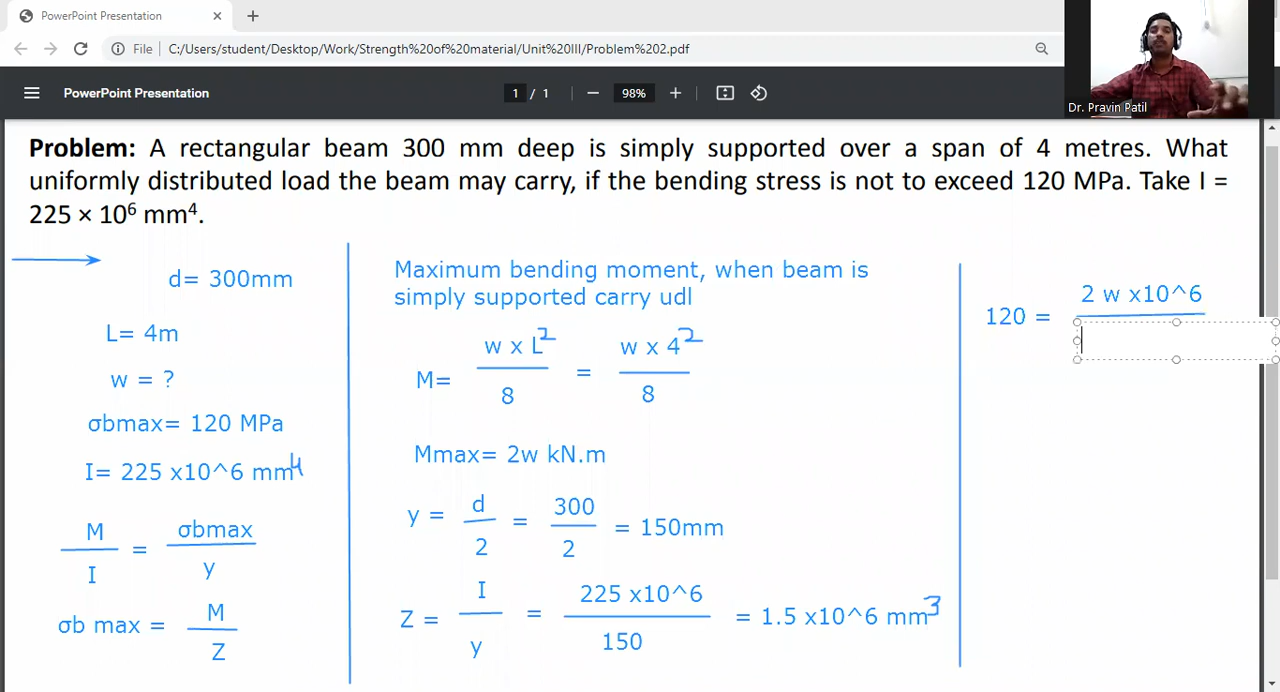 PowerPoint Presentation
File C:/Users/student/Desktop/Work/Strength%20of%20material/Unit%20III/Problem%202.pdf
PowerPoint Presentation 1 / 1 98%
Dr. Pravin Patil
Problem: A rectangular beam 300 mm deep is simply supported over a span of 4 metres. What
uniformly distributed load the beam may carry, if the bending stress is not to exceed 120 MPa. Take I =
225 × 10⁶ mm⁴.
d= 300mm
L= 4m
w = ?
σbmax= 120 MPa
I= 225 x10^6 mm4
M
I
=
σbmax
y
σb max =
M
Z
Maximum bending moment, when beam is
simply supported carry udl
M=
w x L2
8
=
w x 42
8
Mmax= 2w kN.m
y =
d
2
=
300
2
= 150mm
Z =
I
y
=
225 x10^6
150
= 1.5 x10^6 mm3
120 =
2 w x10^6